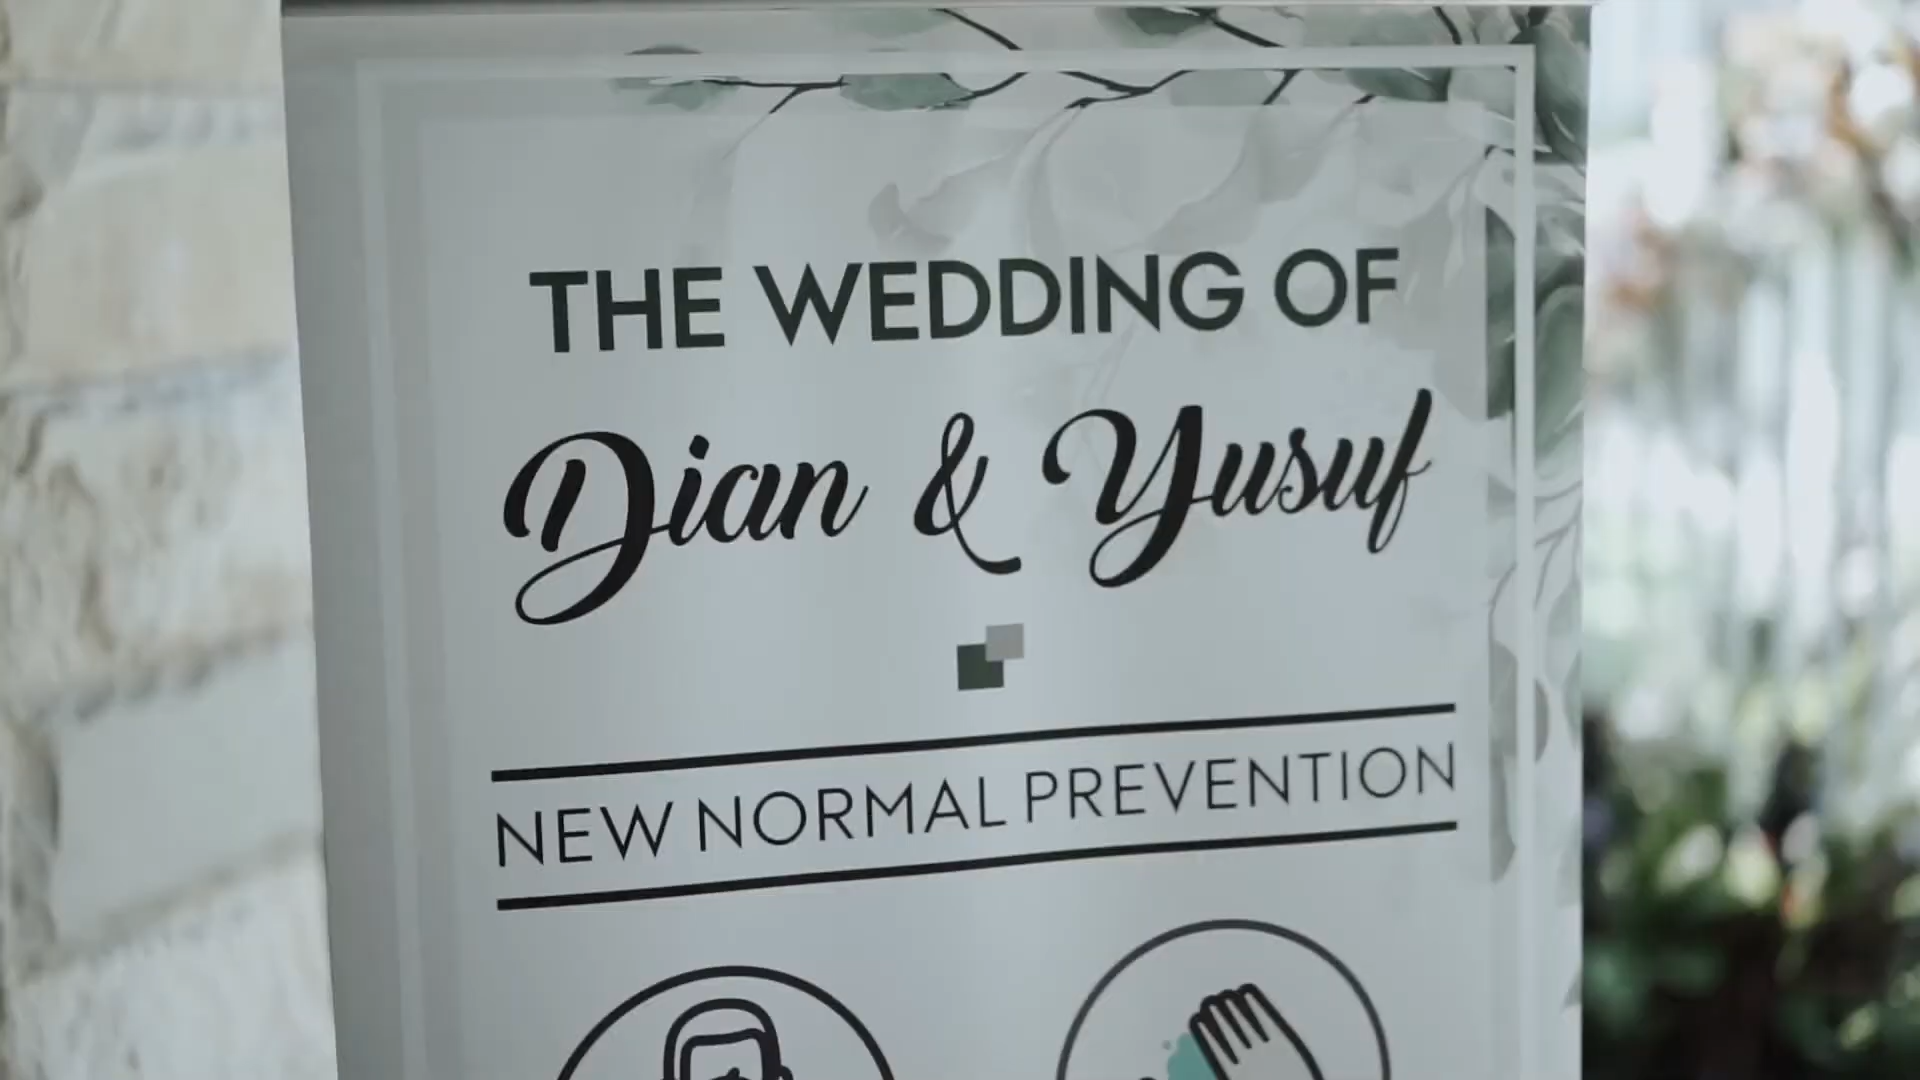 THE WEDDING OF
Dian & Yusuf
NEW NORMAL PREVENTION